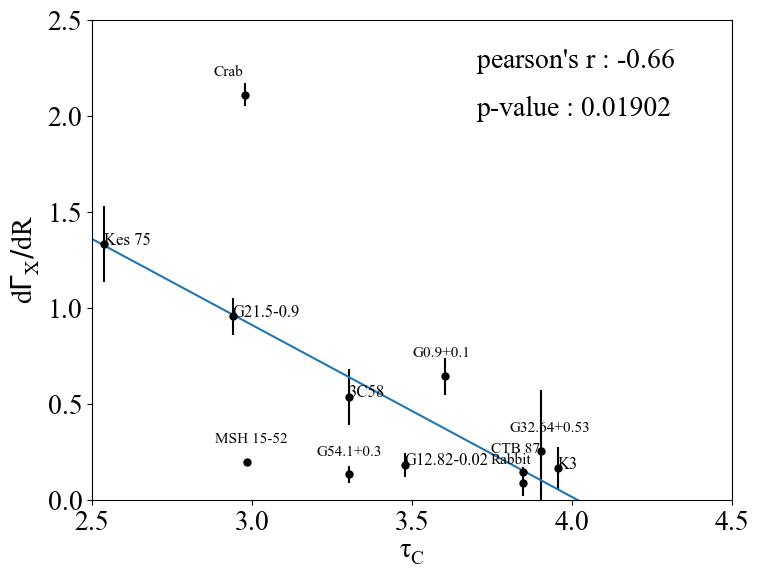 2.5
pearson's r : -0.66
Crab
p-value : 0.01902
2.0
1.5
Kes 75
dΓX/dR
1.0
G21.5-0.9
G0.9+0.1
0.5
3C58
G32.64+0.53
MSH 15-52
CTB 87
G54.1+0.3
G12.82-0.02
Rabbit
K3
0.0
2.5 3.0 3.5 4.0 4.5
τC